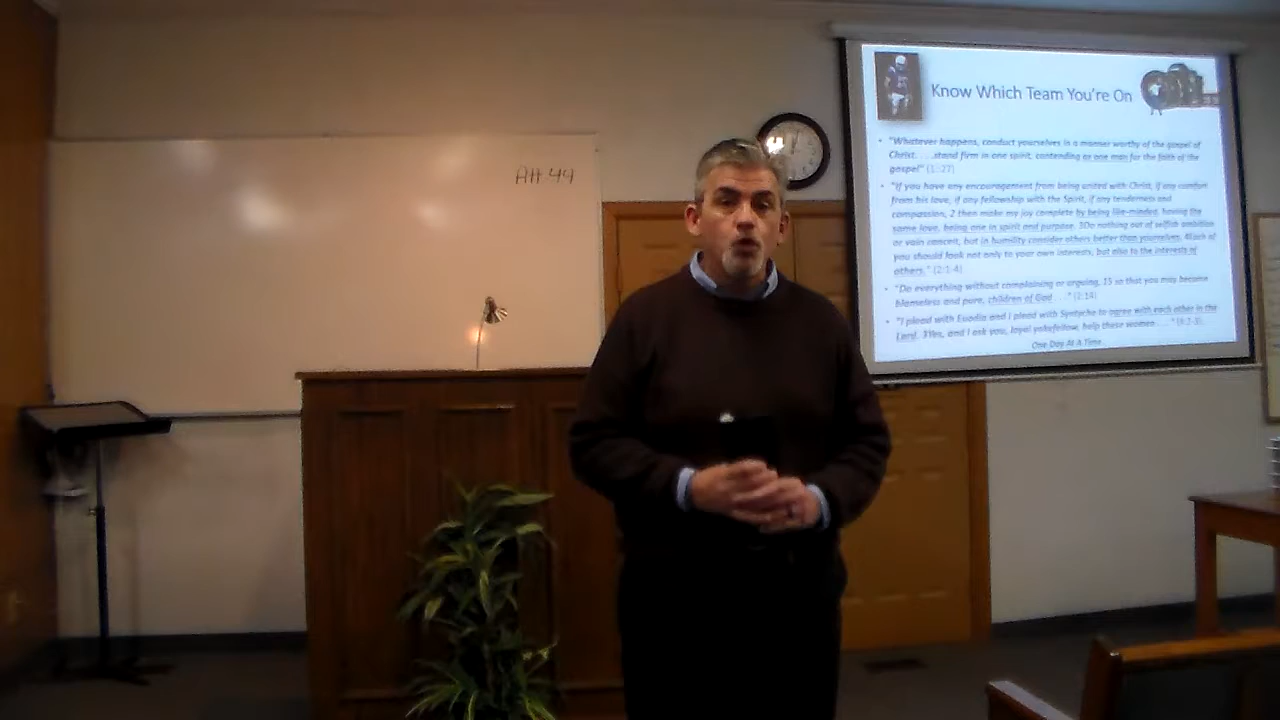 Att 49
Know Which Team You're On
• "Whatever happens, conduct yourselves in a manner worthy of the gospel of
Christ. . . .stand firm in one spirit, contending as one man for the faith of the
gospel" (1:27)
• "If you have any encouragement from being united with Christ, if any comfort
from his love, if any fellowship with the Spirit, if any tenderness and
compassion, 2 then make my joy complete by being like-minded, having the
same love, being one in spirit and purpose. 3Do nothing out of selfish ambition
or vain conceit, but in humility consider others better than yourselves. 4Each of
you should look not only to your own interests, but also to the interests of
others." (2:1-4)
• "Do everything without complaining or arguing, 15 so that you may become
blameless and pure, children of God . . ." (2:14)
• "I plead with Euodia and I plead with Syntyche to agree with each other in the
Lord. 3Yes, and I ask you, loyal yokefellow, help these women . . . "
One Day At A Time